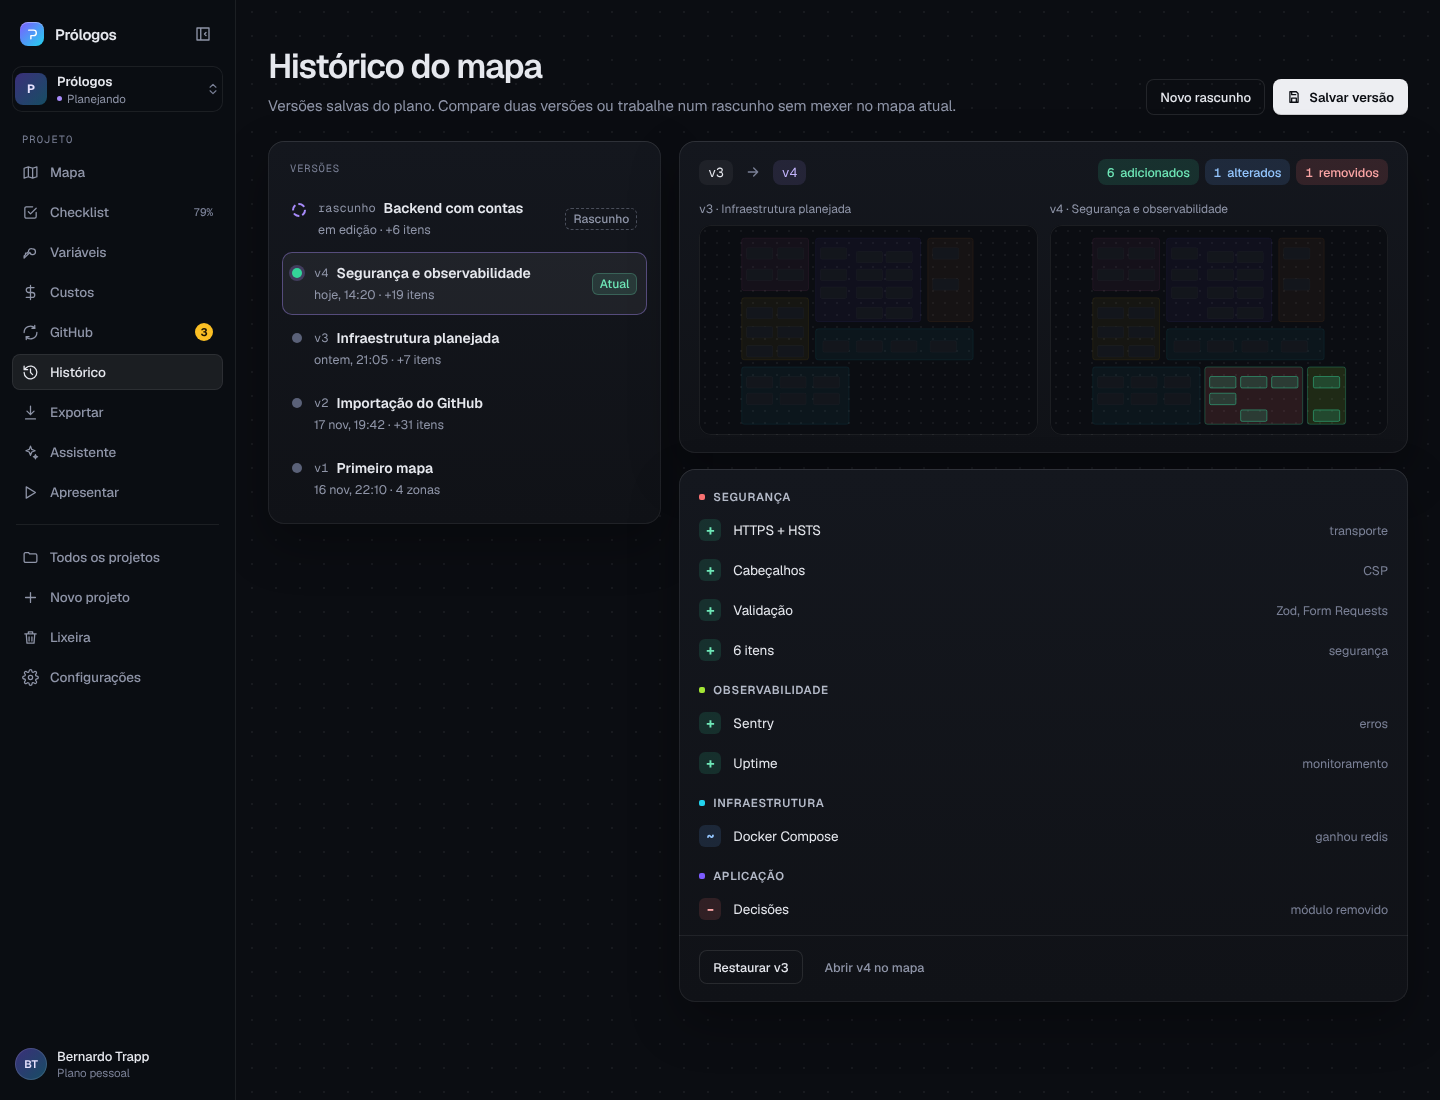 Prólogos
P
Prólogos
Planejando
PROJETO
Mapa
Checklist
79%
Variáveis
Custos
GitHub
3
Histórico
Exportar
Assistente
Apresentar
Todos os projetos
Novo projeto
Lixeira
Configurações
BT
Bernardo Trapp
Plano pessoal
Histórico do mapa
Versões salvas do plano. Compare duas versões ou trabalhe num rascunho sem mexer no mapa atual.
Novo rascunho
Salvar versão
VERSÕES
rascunho Backend com contas
em edição · +6 itens
Rascunho
v4 Segurança e observabilidade
hoje, 14:20 · +19 itens
Atual
v3 Infraestrutura planejada
ontem, 21:05 · +7 itens
v2 Importação do GitHub
17 nov, 19:42 · +31 itens
v1 Primeiro mapa
16 nov, 22:10 · 4 zonas
v3 → v4
6 adicionados
1 alterados
1 removidos
v3 · Infraestrutura planejada
v4 · Segurança e observabilidade
SEGURANÇA
+ HTTPS + HSTS
transporte
+ Cabeçalhos
CSP
+ Validação
Zod, Form Requests
+ 6 itens
segurança
OBSERVABILIDADE
+ Sentry
erros
+ Uptime
monitoramento
INFRAESTRUTURA
~ Docker Compose
ganhou redis
APLICAÇÃO
− Decisões
módulo removido
Restaurar v3
Abrir v4 no mapa